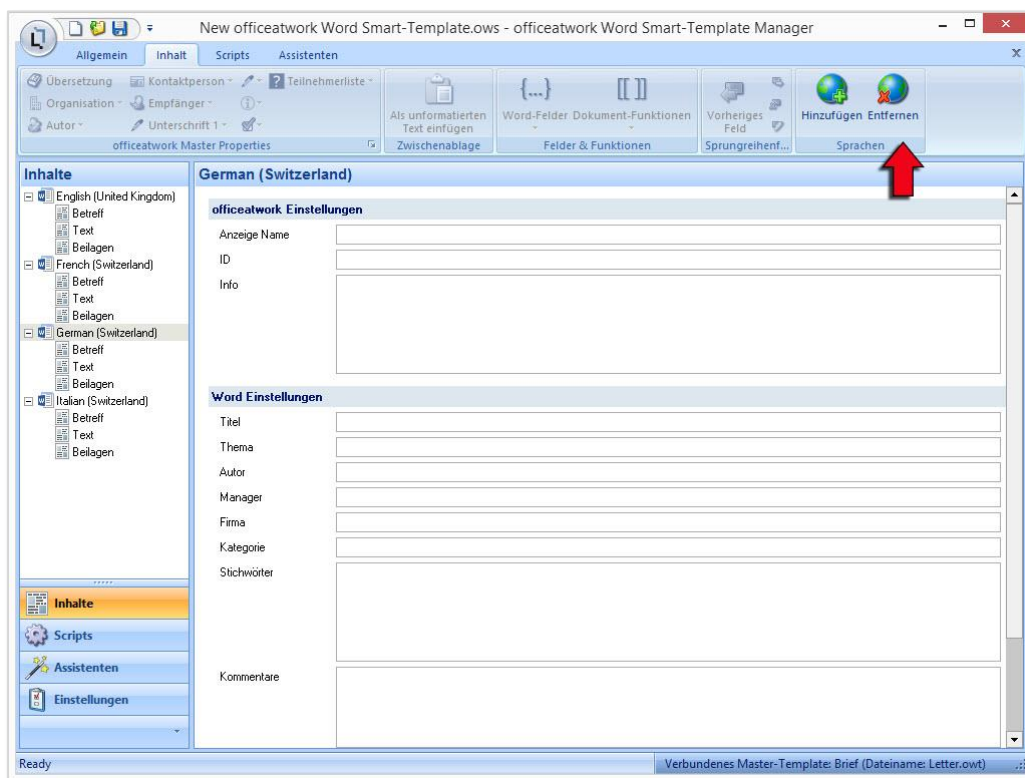 New officeatwork Word Smart-Template.ows - officeatwork Word Smart-Template Manager
Allgemein Inhalt Scripts Assistenten
Übersetzung Kontaktperson Teilnehmerliste
Organisation Empfänger
Autor Unterschrift 1
officeatwork Master Properties
Als unformatierten
Text einfügen
Zwischenablage
{...} [[ ]]
Word-Felder Dokument-Funktionen
Felder & Funktionen
Vorheriges
Feld
Sprungreihenf...
Hinzufügen Entfernen
Sprachen
Inhalte
English (United Kingdom)
Betreff
Text
Beilagen
French (Switzerland)
Betreff
Text
Beilagen
German (Switzerland)
Betreff
Text
Beilagen
Italian (Switzerland)
Betreff
Text
Beilagen
Inhalte
Scripts
Assistenten
Einstellungen
German (Switzerland)
officeatwork Einstellungen
Anzeige Name
ID
Info
Word Einstellungen
Titel
Thema
Autor
Manager
Firma
Kategorie
Stichwörter
Kommentare
Ready
Verbundenes Master-Template: Brief (Dateiname: Letter.owt)